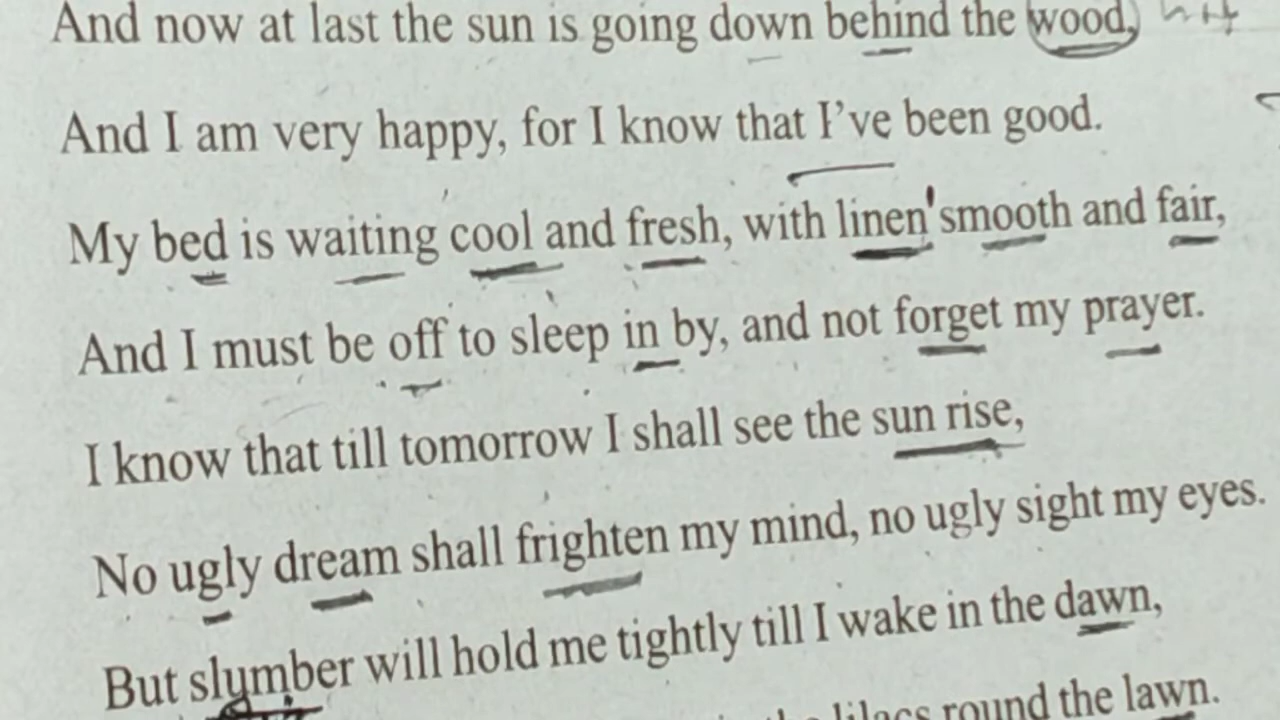 And now at last the sun is going down behind the wood,
And I am very happy, for I know that I've been good.
My bed is waiting cool and fresh, with linen smooth and fair,
And I must be off to sleep in by, and not forget my prayer.
I know that till tomorrow I shall see the sun rise,
No ugly dream shall frighten my mind, no ugly sight my eyes.
But slumber will hold me tightly till I wake in the dawn,
the lilacs round the lawn.